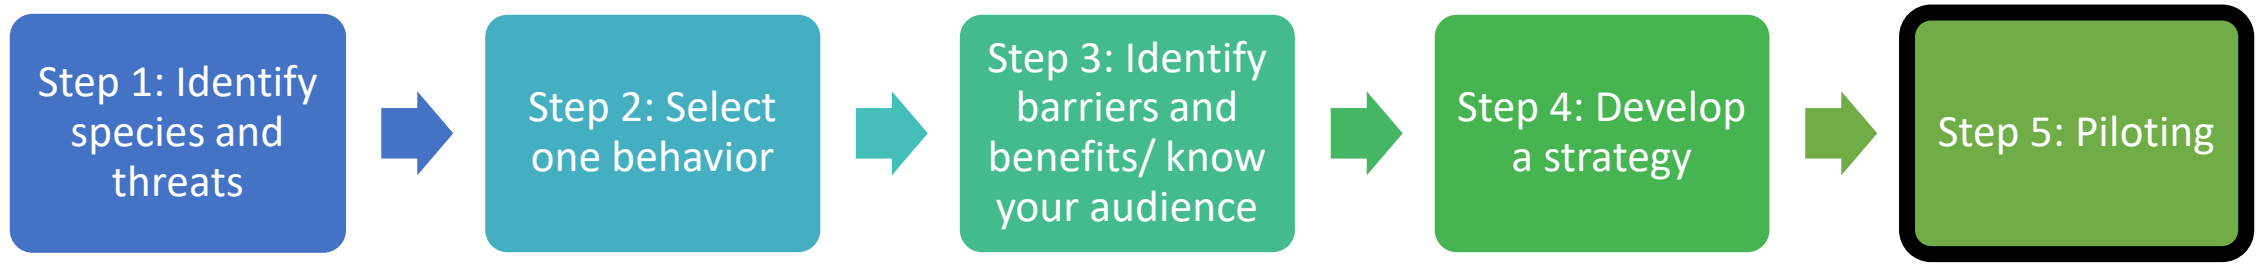 Step 1: Identify
species and
threats
Step 2: Select
one behavior
Step 3: Identify
barriers and
benefits/ know
your audience
Step 4: Develop
a strategy
Step 5: Piloting